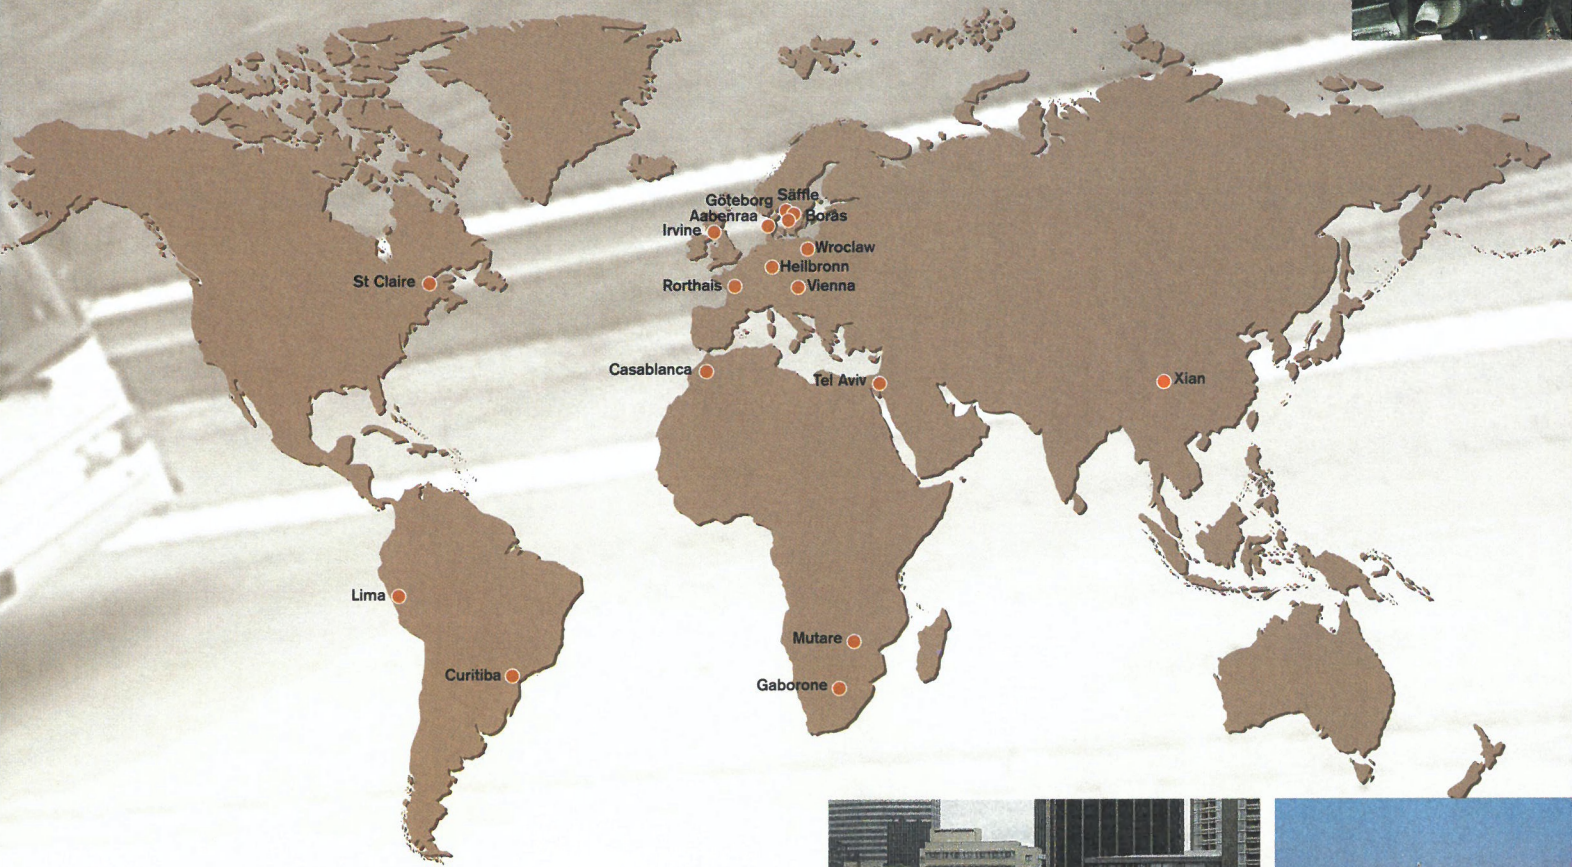 Säffle
Göteborg
Aabenraa
Borås
Irvine
Wroclaw
Heilbronn
St Claire
Rorthais
Vienna
Casablanca
Tel Aviv
Xian
Lima
Mutare
Curitiba
Gaborone